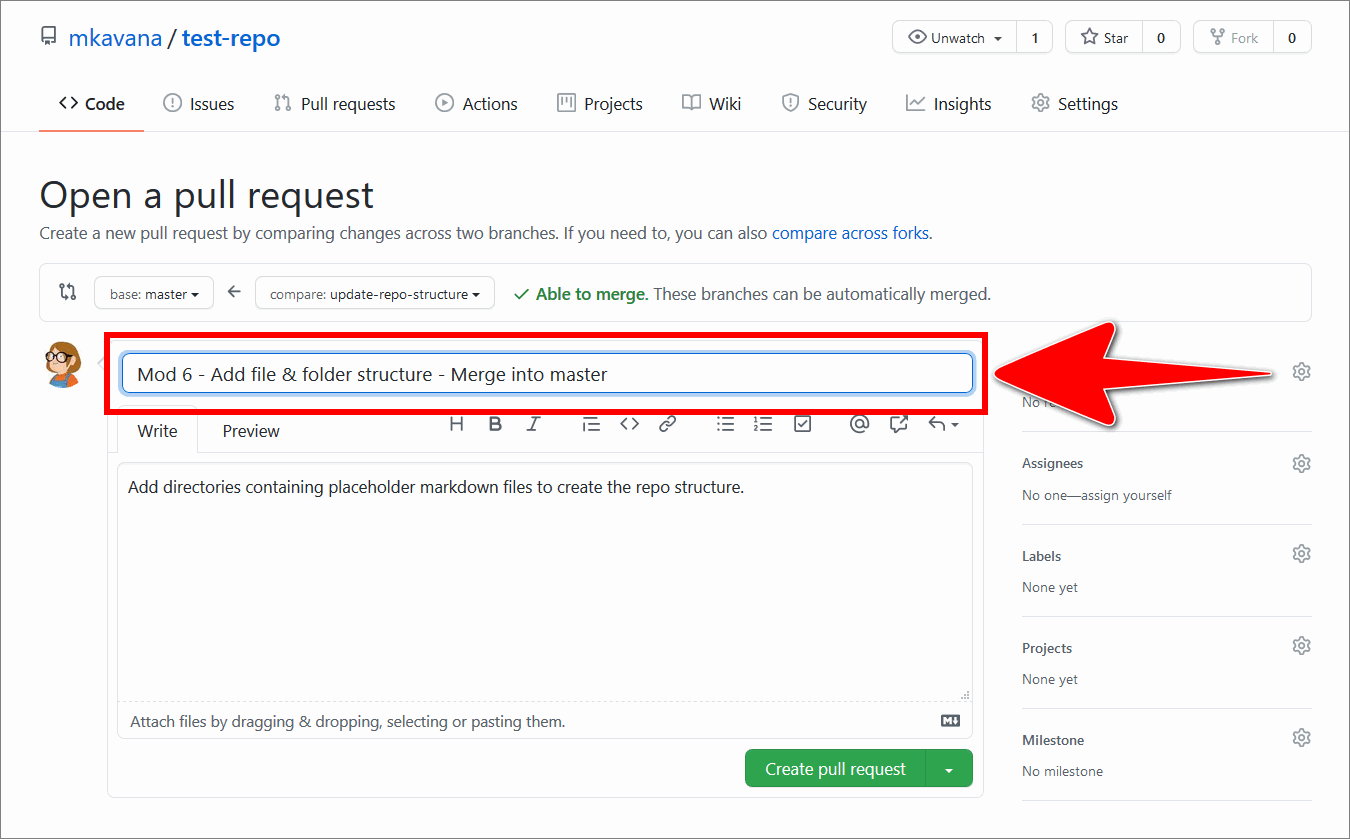 mkavana / test-repo
Unwatch 1 Star 0 Fork 0
Code Issues Pull requests Actions Projects Wiki Security Insights Settings
Open a pull request
Create a new pull request by comparing changes across two branches. If you need to, you can also compare across forks.
base: master compare: update-repo-structure Able to merge. These branches can be automatically merged.
Mod 6 - Add file & folder structure - Merge into master
No
Write Preview
Add directories containing placeholder markdown files to create the repo structure.
Attach files by dragging & dropping, selecting or pasting them.
Create pull request
Assignees
No one—assign yourself
Labels
None yet
Projects
None yet
Milestone
No milestone